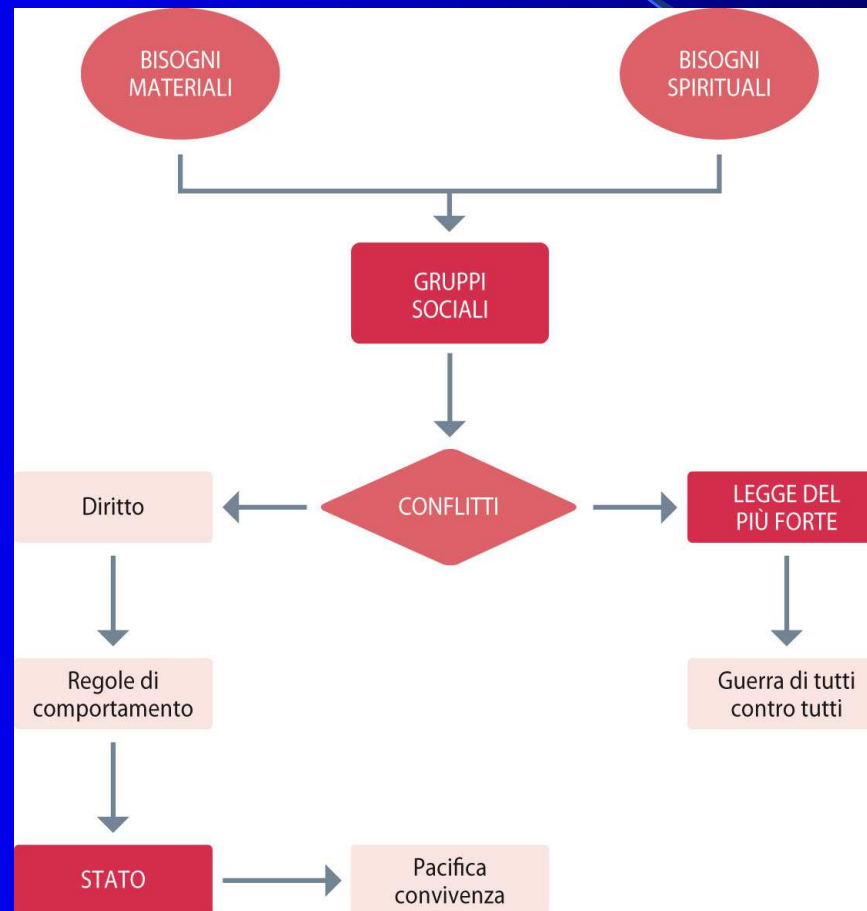 BISOGNI
MATERIALI
BISOGNI
SPIRITUALI
GRUPPI
SOCIALI
CONFLITTI
Diritto
LEGGE DEL
PIÙ FORTE
Regole di
comportamento
Guerra di tutti
contro tutti
STATO
Pacifica
convivenza